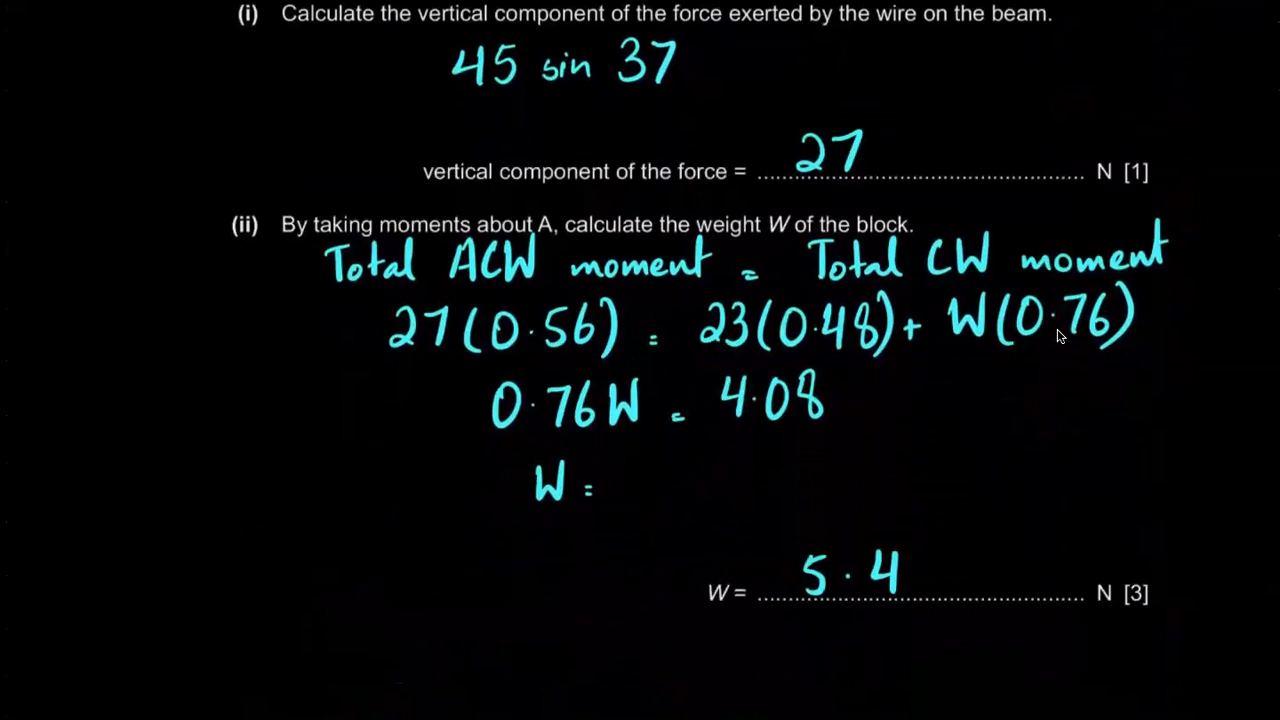 (i) Calculate the vertical component of the force exerted by the wire on the beam.
45 sin 37
27
vertical component of the force = ............................................................ N [1]
(ii) By taking moments about A, calculate the weight W of the block.
Total ACW moment = Total CW moment
27(0.56) = 23(0.48) + W(0.76)
0.76W = 4.08
W =
5.4
W = ............................................................ N [3]